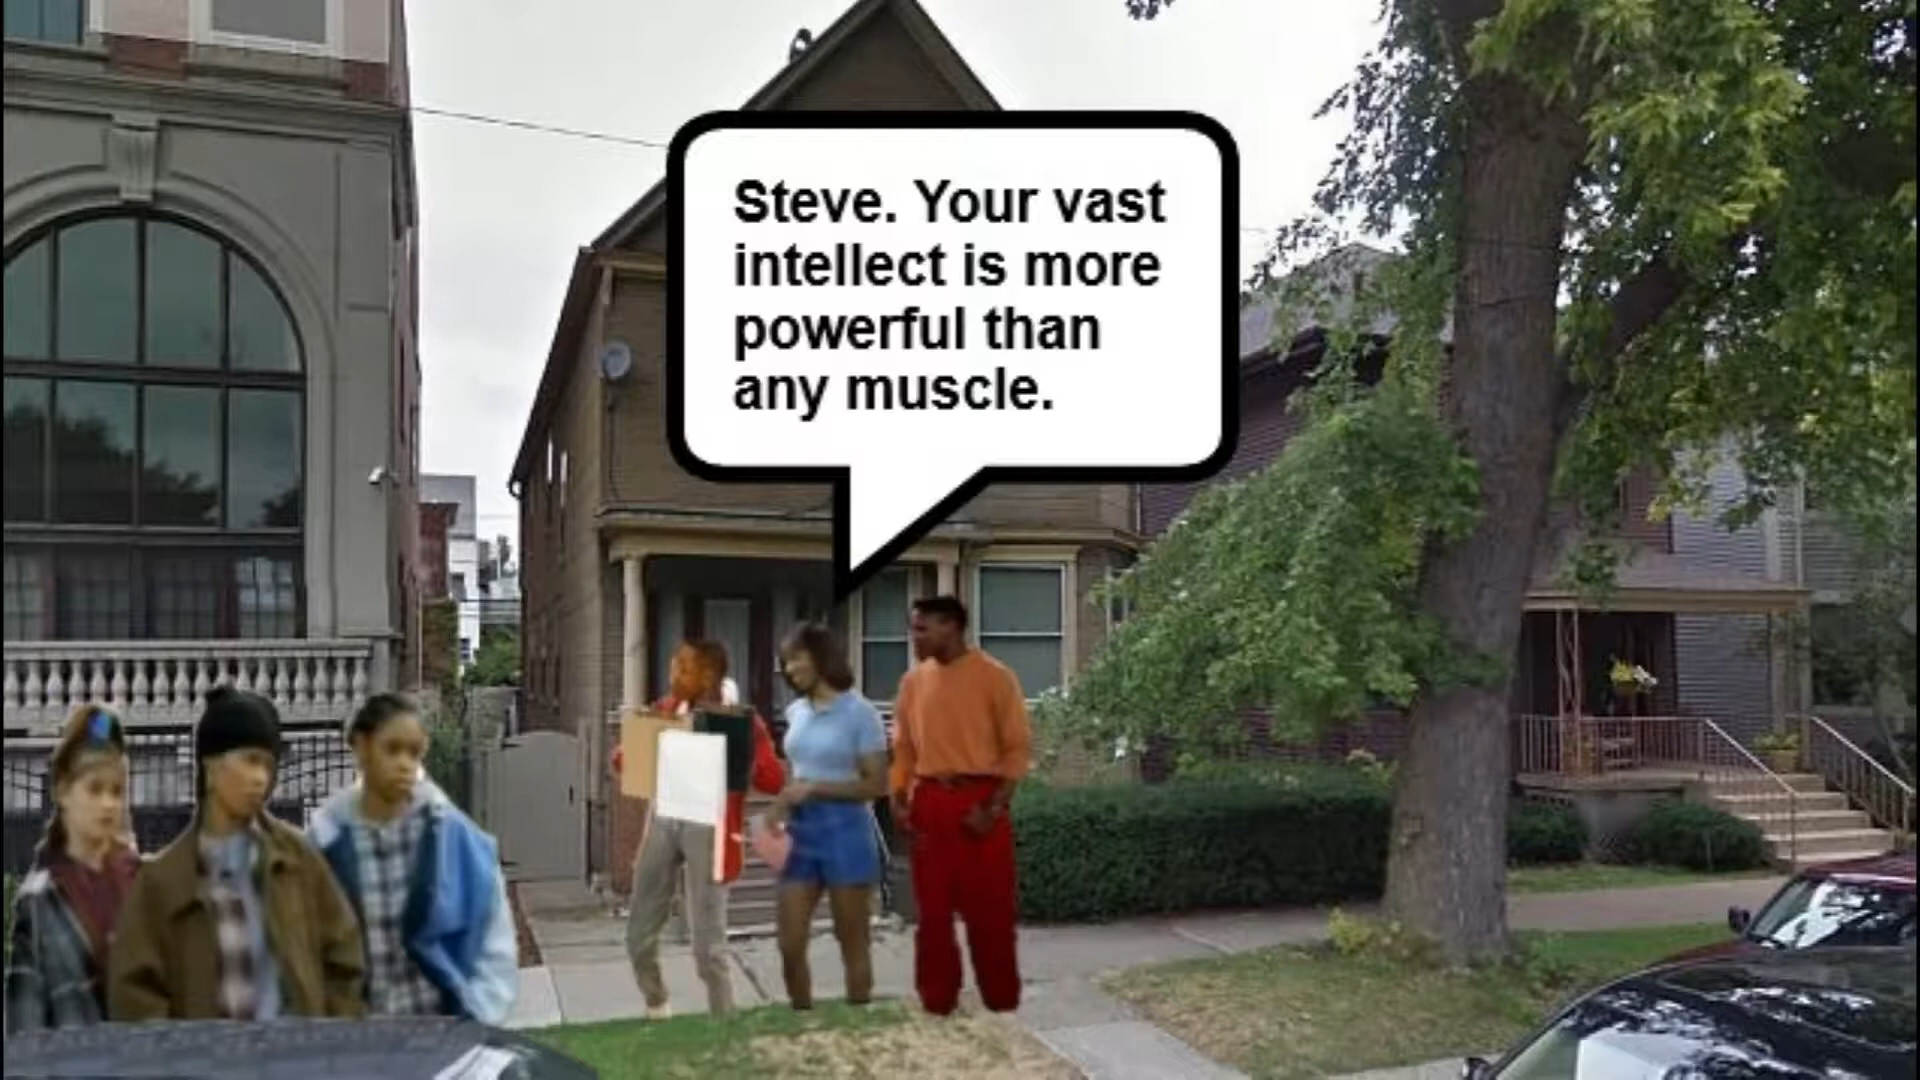 Steve. Your vast
intellect is more
powerful than
any muscle.